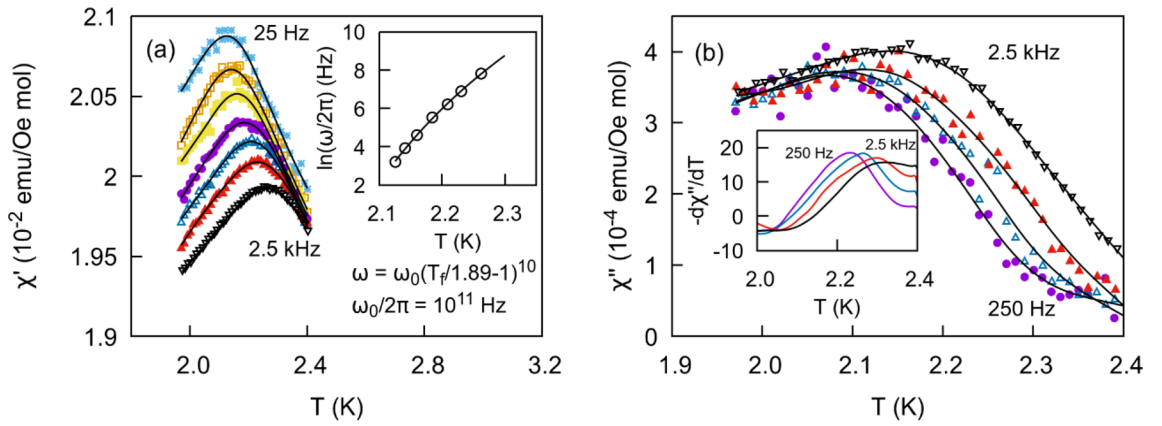 (a)
25 Hz
2.5 kHz
2.1
2.05
2
1.95
1.9
χ' (10⁻² emu/Oe mol)
2.0
2.4
2.8
3.2
T (K)
10
8
6
4
2
0
ln(ω/2π) (Hz)
2.1
2.2
2.3
T (K)
ω = ω₀(T_f/1.89-1)¹⁰
ω₀/2π = 10¹¹ Hz
(b)
2.5 kHz
250 Hz
4
3
2
1
0
χ" (10⁻⁴ emu/Oe mol)
1.9
2.0
2.1
2.2
2.3
2.4
T (K)
250 Hz
2.5 kHz
20
10
0
-10
-dχ"/dT
2.0
2.2
2.4
T (K)